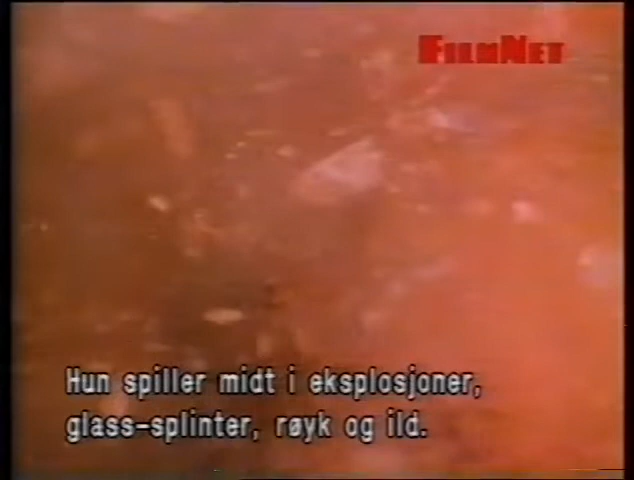 FILMNET
Hun spiller midt i eksplosjoner,
glass-splinter, røyk og ild.